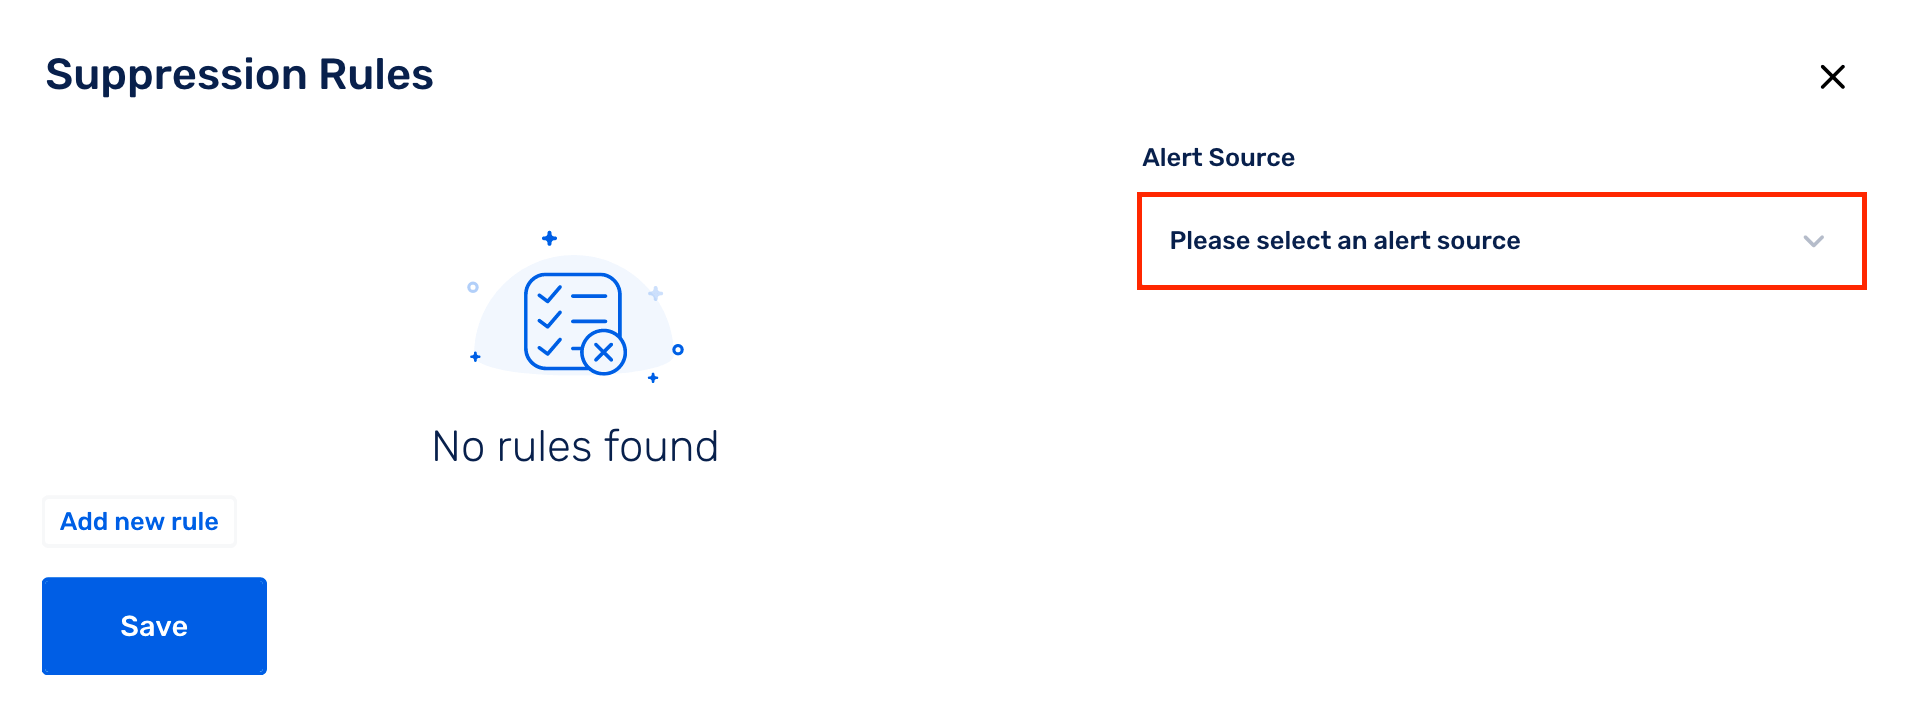 Suppression Rules
Alert Source
Please select an alert source
No rules found
Add new rule
Save